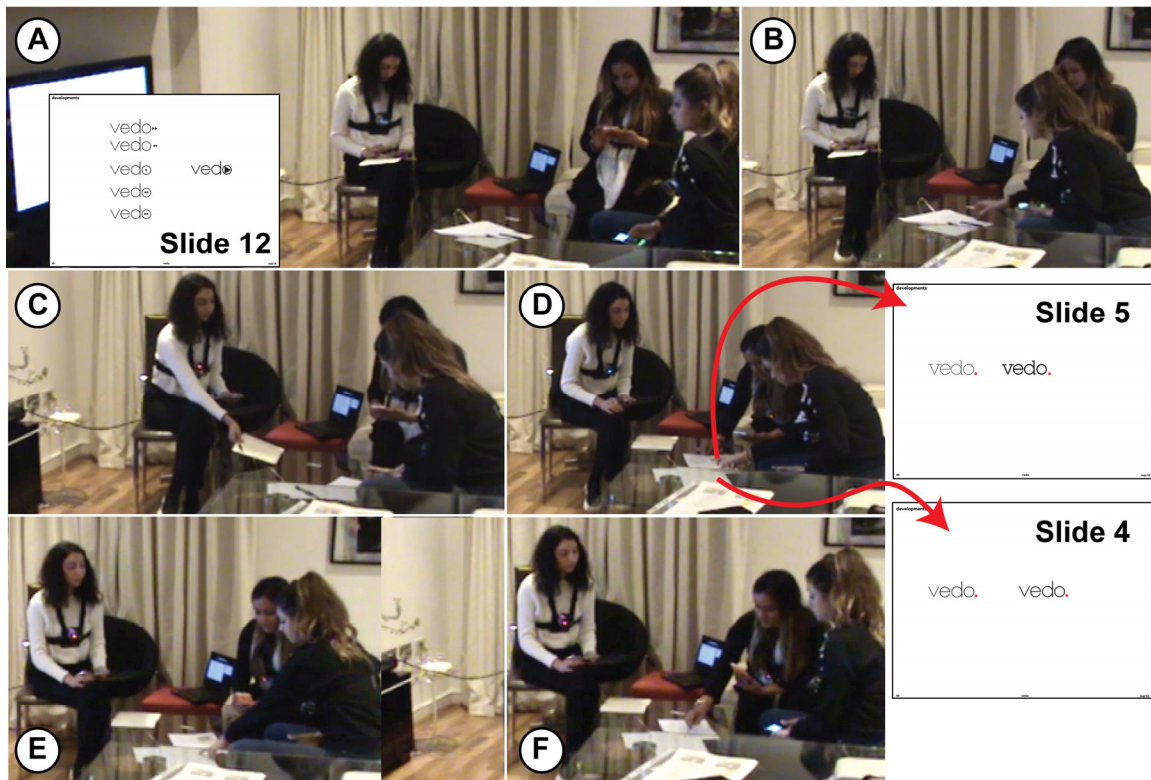 A
B
developments
vedo
vedo
vedo
vedo
vedo
vedo
Slide 12
C
D
developments
Slide 5
vedo. vedo.
developments
Slide 4
vedo. vedo.
E
F